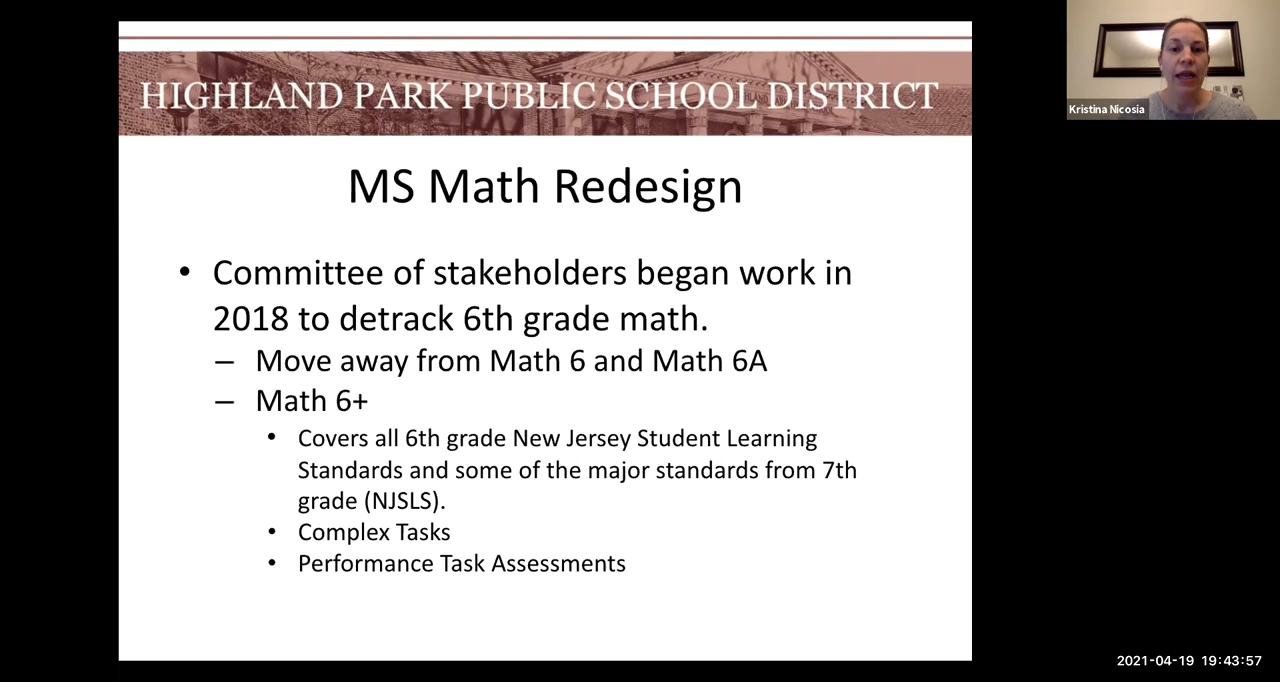 HIGHLAND PARK PUBLIC SCHOOL DISTRICT
MS Math Redesign
• Committee of stakeholders began work in
2018 to detrack 6th grade math.
– Move away from Math 6 and Math 6A
– Math 6+
• Covers all 6th grade New Jersey Student Learning
Standards and some of the major standards from 7th
grade (NJSLS).
• Complex Tasks
• Performance Task Assessments
Kristina Nicosia
2021-04-19 19:43:57